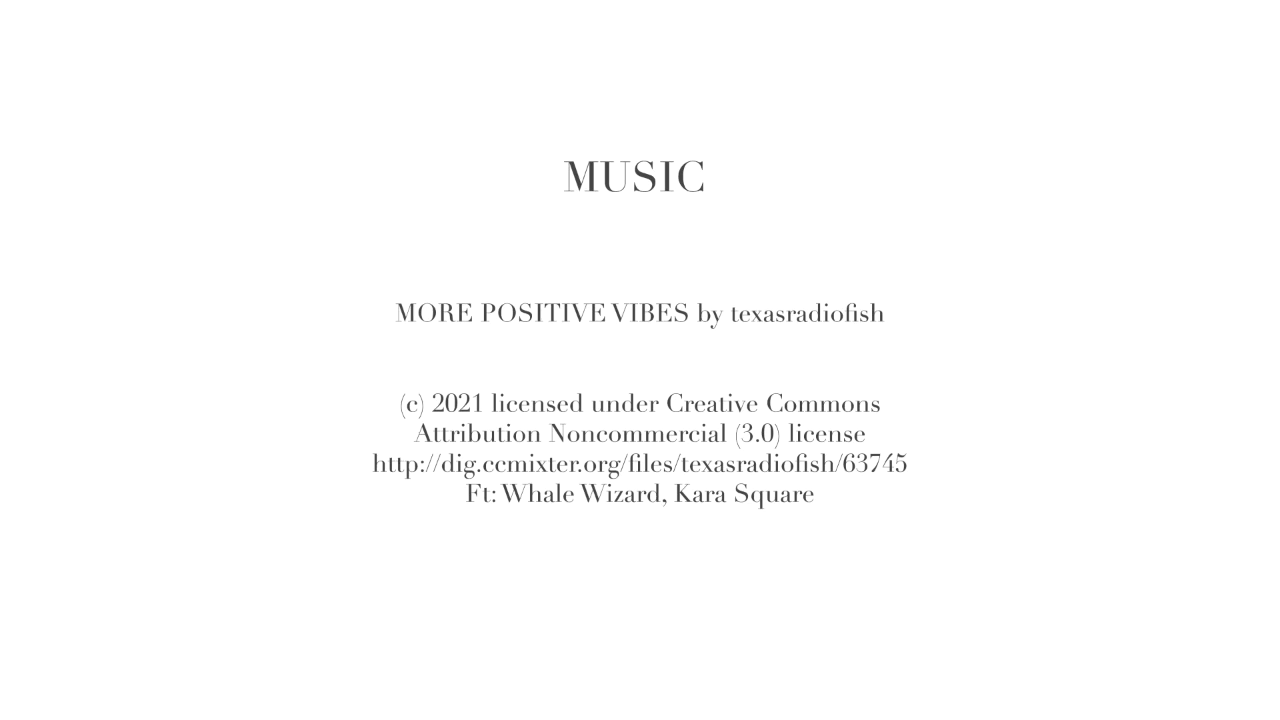 MUSIC
MORE POSITIVE VIBES by texasradiofish
(c) 2021 licensed under Creative Commons
Attribution Noncommercial (3.0) license
http://dig.ccmixter.org/files/texasradiofish/63745
Ft: Whale Wizard, Kara Square